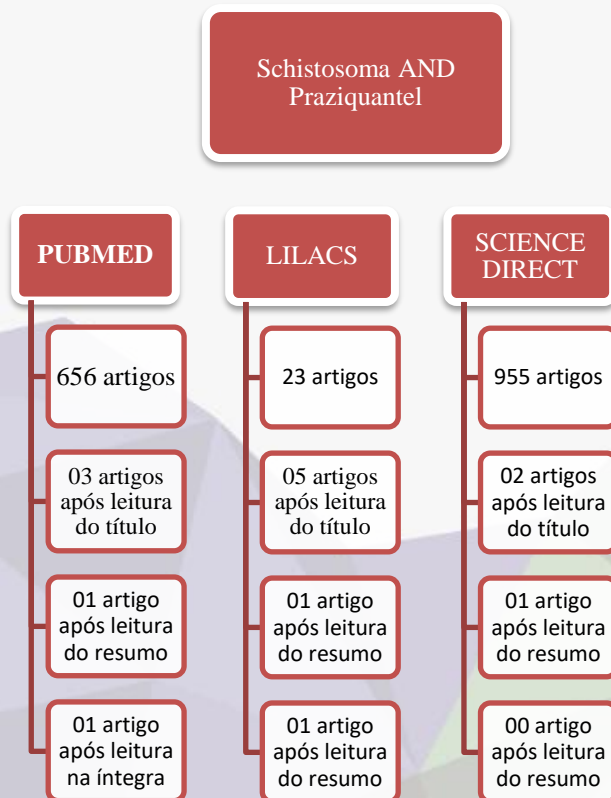 Schistosoma AND
Praziquantel
PUBMED
656 artigos
03 artigos
após leitura
do título
01 artigo
após leitura
do resumo
01 artigo
após leitura
na íntegra
LILACS
23 artigos
05 artigos
após leitura
do título
01 artigo
após leitura
do resumo
01 artigo
após leitura
do resumo
SCIENCE
DIRECT
955 artigos
02 artigos
após leitura
do título
01 artigo
após leitura
do resumo
00 artigo
após leitura
do resumo